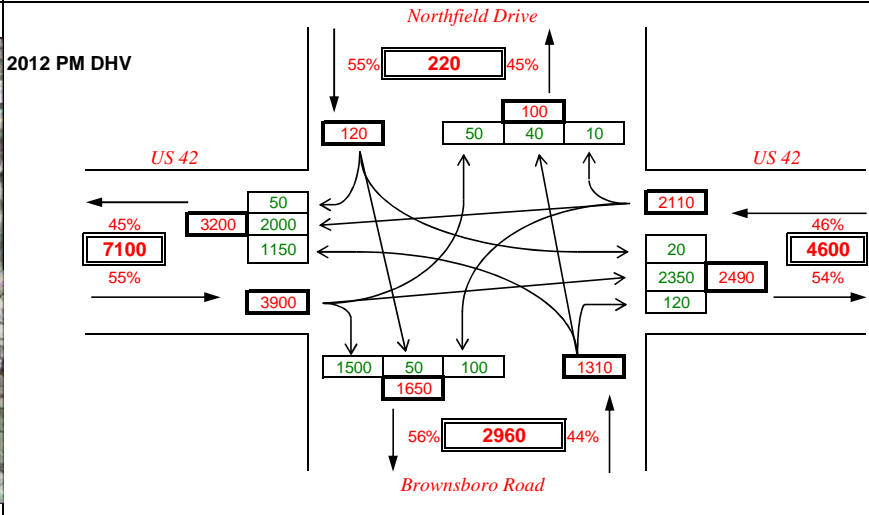 Northfield Drive
2012 PM DHV
55% 220 45%
100
120 50 40 10
US 42 US 42
50 2110
45% 3200 2000 46%
7100 1150 20 4600
55% 2350 2490 54%
3900 120
1500 50 100 1310
1650
56% 2960 44%
Brownsboro Road